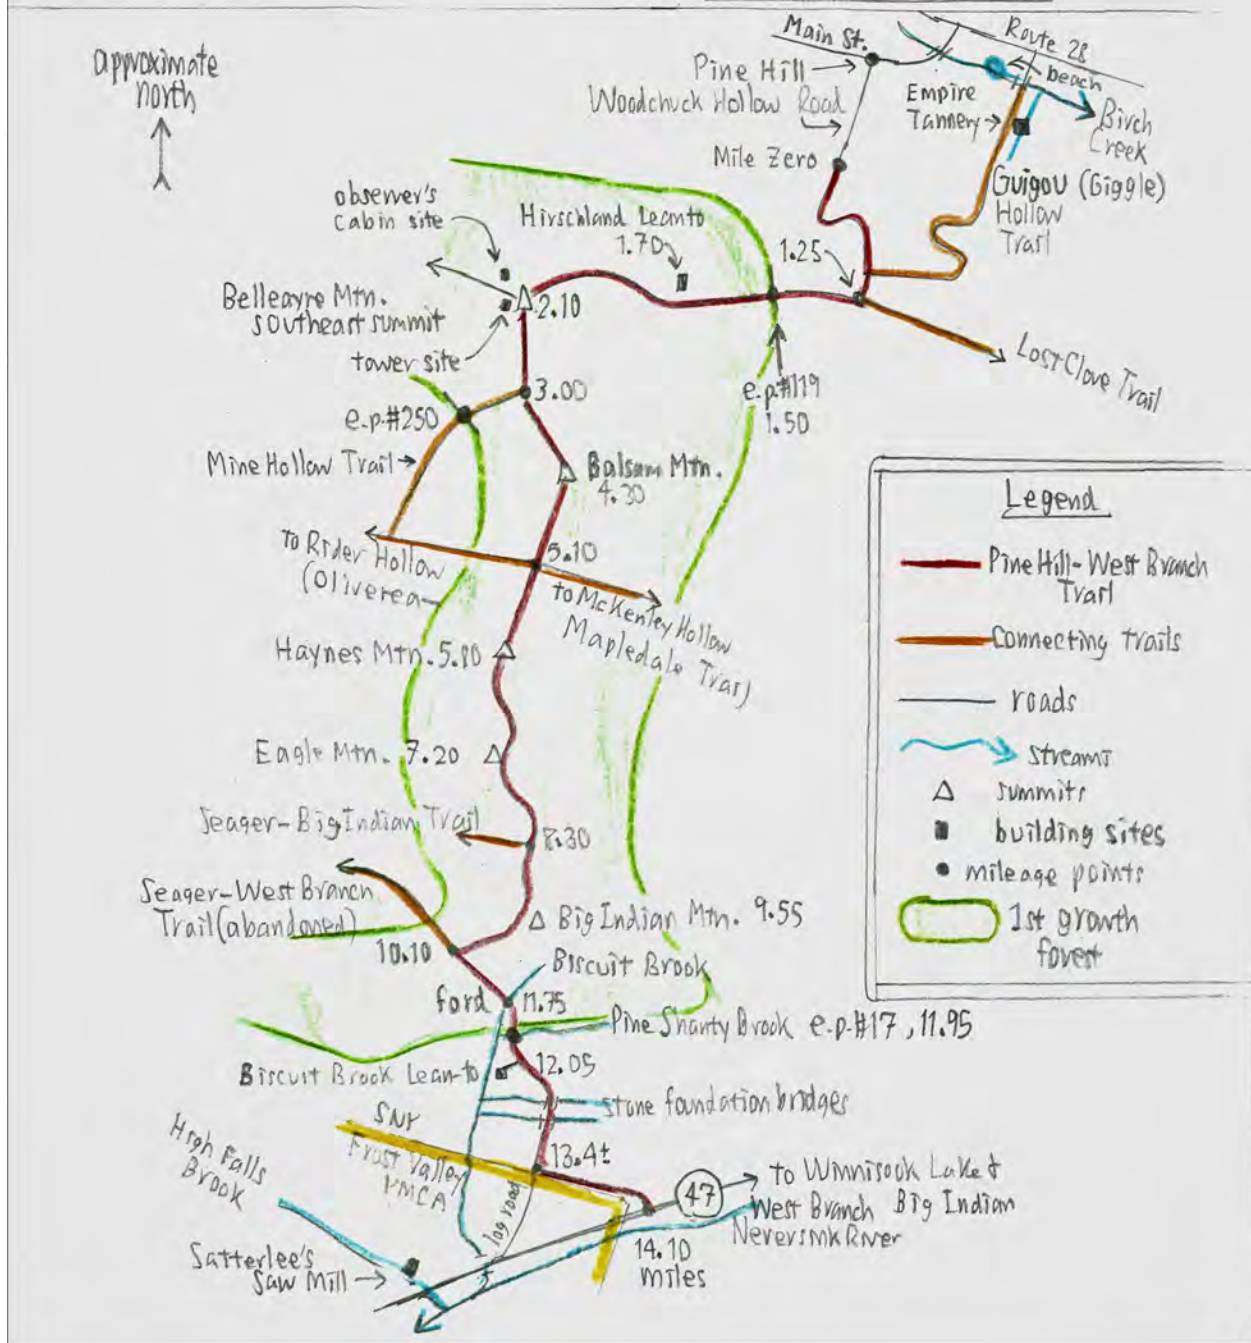 approximate
north
Main St.
Route 28
beach
Pine Hill
Woodchuck Hollow Road
Empire
Tannery
Birch
Creek
Mile Zero
Guigou (Giggle)
Hollow
Trail
observer's
cabin site
Hirschland Leanto
1.70
1.25
Belleayre Mtn.
southeast summit
2.10
tower site
Lost Clove Trail
3.00
e.p.#119
1.50
e.p.#250
Mine Hollow Trail
Balsam Mtn.
4.30
to Rider Hollow
(Oliverea-
5.10
to McKenley Hollow
Mapledale Trail)
Haynes Mtn. 5.80
Eagle Mtn. 7.20
Seager-Big Indian Trail
8.30
Seager-West Branch
Trail (abandoned)
Big Indian Mtn. 9.55
10.10
Biscuit Brook
ford
11.75
Pine Shanty Brook e.p.#17, 11.95
Biscuit Brook Lean-to
12.05
stone foundation bridges
SNY
Frost Valley
YMCA
13.4±
High Falls
Brook
log road
47
to Winnisook Lake &
Big Indian
West Branch
Neversink River
Satterlee's
Saw Mill
14.10
miles
Legend
Pine Hill-West Branch
Trail
Connecting trails
roads
streams
summits
building sites
mileage points
1st growth
forest